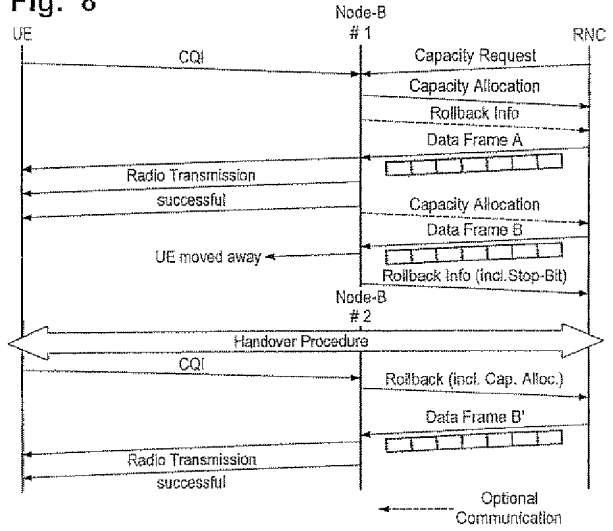 Fig. 8
UE
Node-B
# 1
RNC
CQI
Capacity Request
Capacity Allocation
Rollback Info
Data Frame A
Radio Transmission
successful
Capacity Allocation
Data Frame B
UE moved away
Rollback Info (incl.Stop-Bit)
Node-B
# 2
Handover Procedure
CQI
Rollback (incl. Cap. Alloc.)
Data Frame B'
Radio Transmission
successful
Optional
Communication